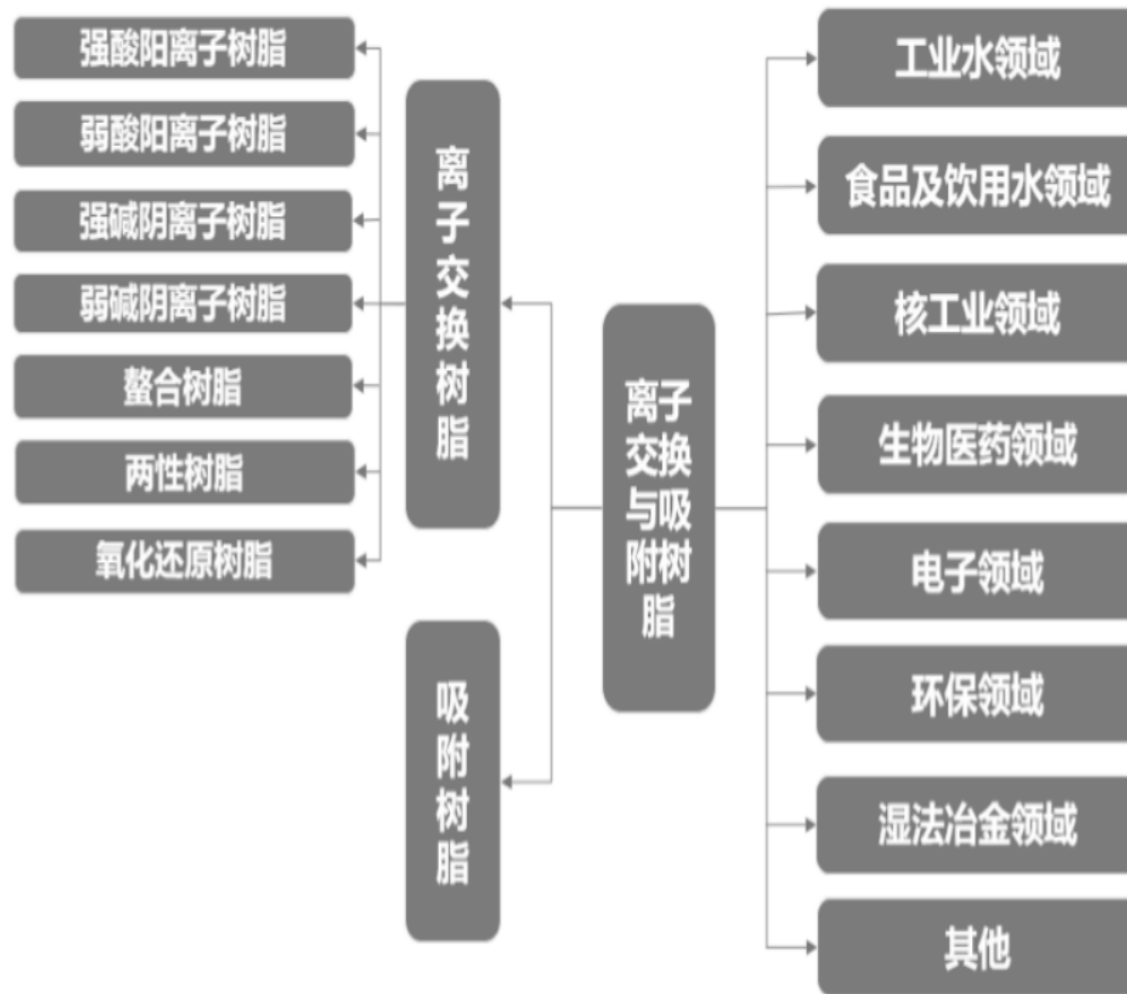 强酸阳离子树脂
弱酸阳离子树脂
强碱阴离子树脂
弱碱阴离子树脂
螯合树脂
两性树脂
氧化还原树脂
离子交换树脂
吸附树脂
离子
交换
与吸
附树
脂
工业水领域
食品及饮用水领域
核工业领域
生物医药领域
电子领域
环保领域
湿法冶金领域
其他